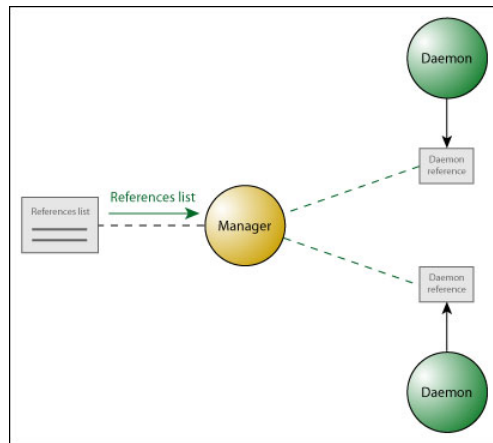 Daemon
Daemon
reference
References list
References list
Manager
Daemon
reference
Daemon